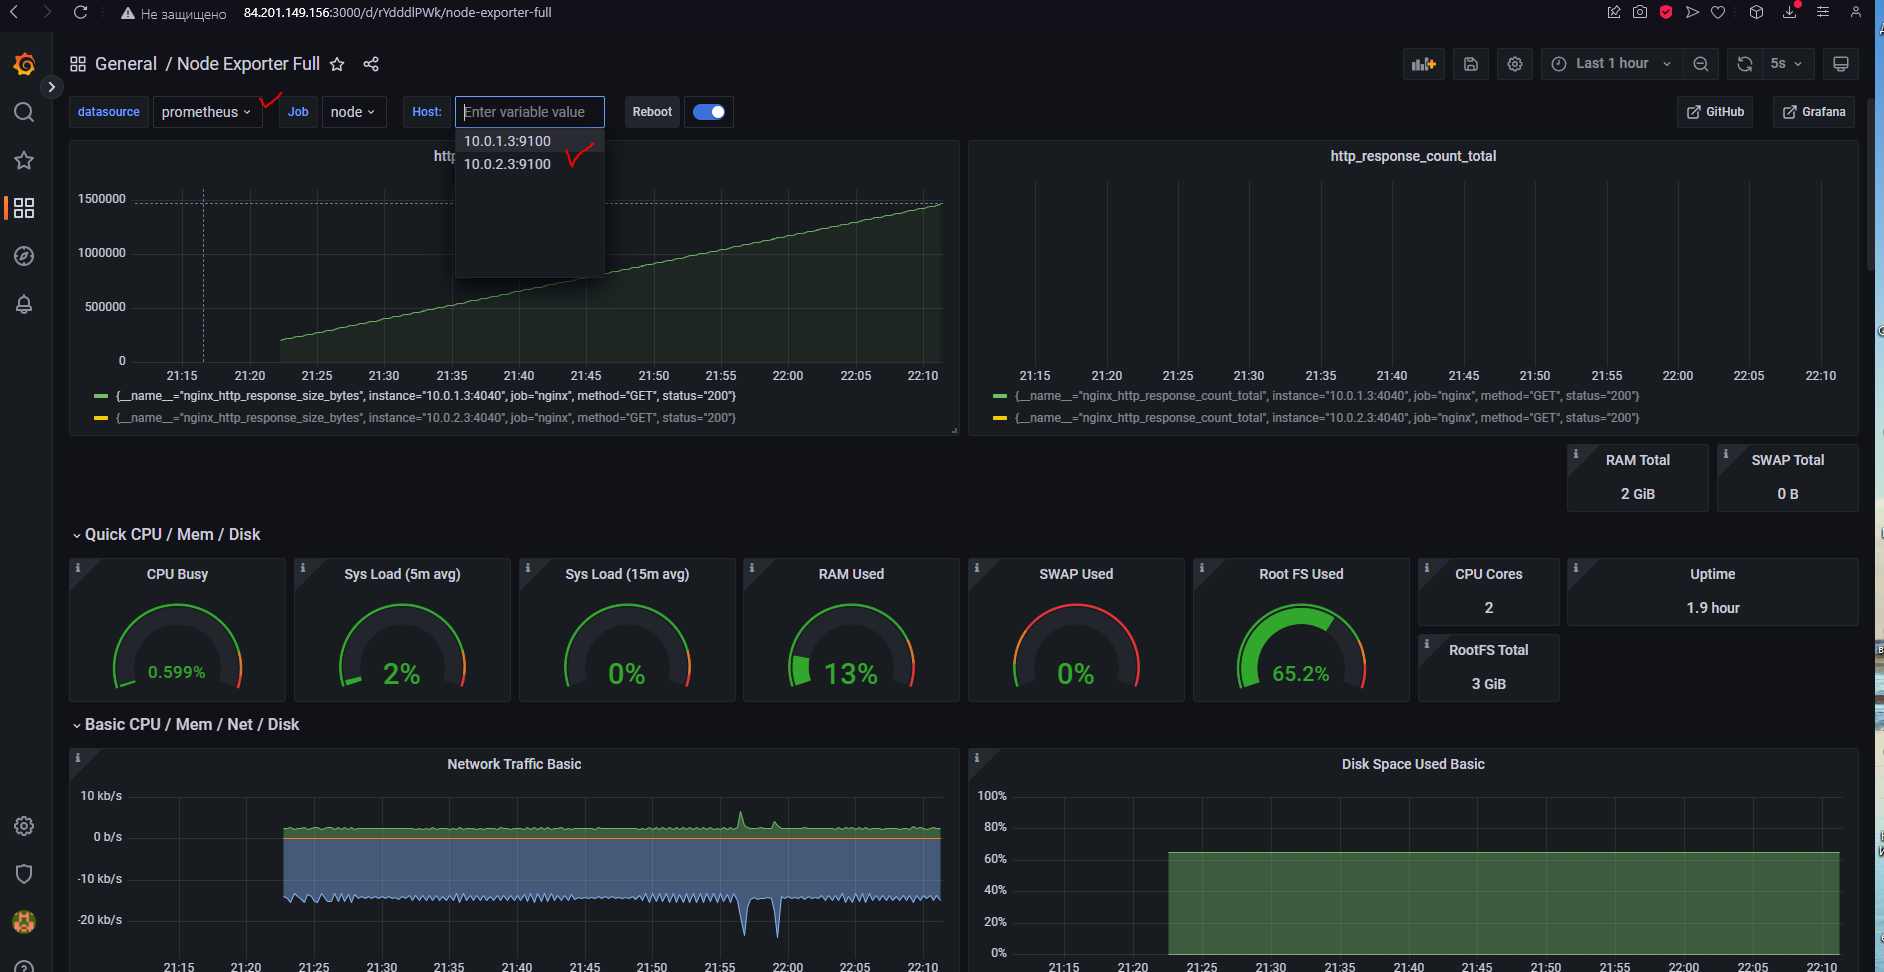 Не защищено 84.201.149.156:3000/d/rYdddlPWk/node-exporter-full
General / Node Exporter Full
Last 1 hour 5s
datasource prometheus Job node Host: Enter variable value Reboot GitHub Grafana
10.0.1.3:9100
10.0.2.3:9100
htt
1500000
1000000
500000
0
21:15 21:20 21:25 21:30 21:35 21:40 21:45 21:50 21:55 22:00 22:05 22:10
{__name__="nginx_http_response_size_bytes", instance="10.0.1.3:4040", job="nginx", method="GET", status="200"}
{__name__="nginx_http_response_size_bytes", instance="10.0.2.3:4040", job="nginx", method="GET", status="200"}
http_response_count_total
21:15 21:20 21:25 21:30 21:35 21:40 21:45 21:50 21:55 22:00 22:05 22:10
{__name__="nginx_http_response_count_total", instance="10.0.1.3:4040", job="nginx", method="GET", status="200"}
{__name__="nginx_http_response_count_total", instance="10.0.2.3:4040", job="nginx", method="GET", status="200"}
RAM Total
2 GiB
SWAP Total
0 B
Quick CPU / Mem / Disk
CPU Busy
0.599%
Sys Load (5m avg)
2%
Sys Load (15m avg)
0%
RAM Used
13%
SWAP Used
0%
Root FS Used
65.2%
CPU Cores
2
Uptime
1.9 hour
RootFS Total
3 GiB
Basic CPU / Mem / Net / Disk
Network Traffic Basic
10 kb/s
0 b/s
-10 kb/s
-20 kb/s
21:15 21:20 21:25 21:30 21:35 21:40 21:45 21:50 21:55 22:00 22:05 22:10
Disk Space Used Basic
100%
80%
60%
40%
20%
0%
21:15 21:20 21:25 21:30 21:35 21:40 21:45 21:50 21:55 22:00 22:05 22:10